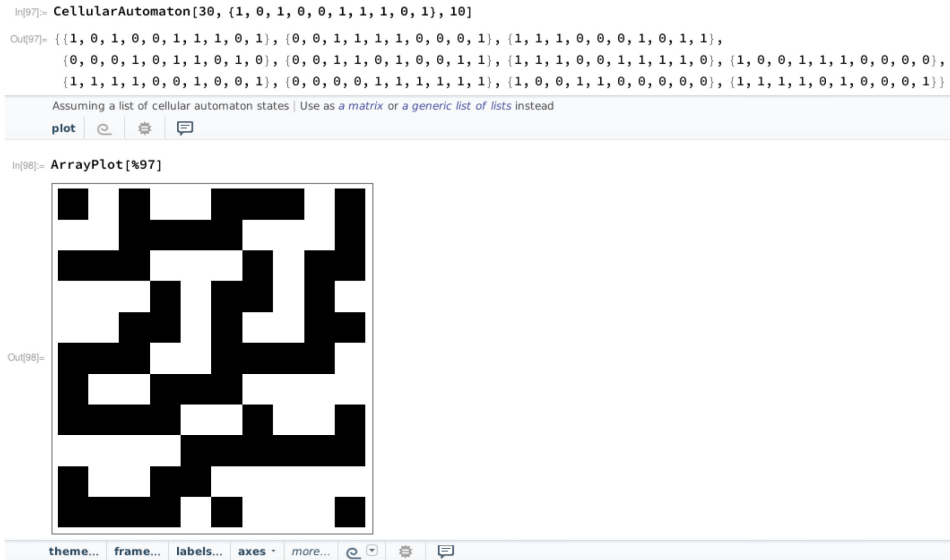 In[97]:= CellularAutomaton[30, {1, 0, 1, 0, 0, 1, 1, 1, 0, 1}, 10]
Out[97]= {{1, 0, 1, 0, 0, 1, 1, 1, 0, 1}, {0, 0, 1, 1, 1, 1, 0, 0, 0, 1}, {1, 1, 1, 0, 0, 0, 1, 0, 1, 1},
{0, 0, 0, 1, 0, 1, 1, 0, 1, 0}, {0, 0, 1, 1, 0, 1, 0, 0, 1, 1}, {1, 1, 1, 0, 0, 1, 1, 1, 1, 0}, {1, 0, 0, 1, 1, 1, 0, 0, 0, 0},
{1, 1, 1, 1, 0, 0, 1, 0, 0, 1}, {0, 0, 0, 0, 1, 1, 1, 1, 1, 1}, {1, 0, 0, 1, 1, 0, 0, 0, 0, 0}, {1, 1, 1, 1, 0, 1, 0, 0, 0, 1}}
Assuming a list of cellular automaton states | Use as a matrix or a generic list of lists instead
plot
In[98]:= ArrayPlot[%97]
Out[98]=
theme... frame... labels... axes more...